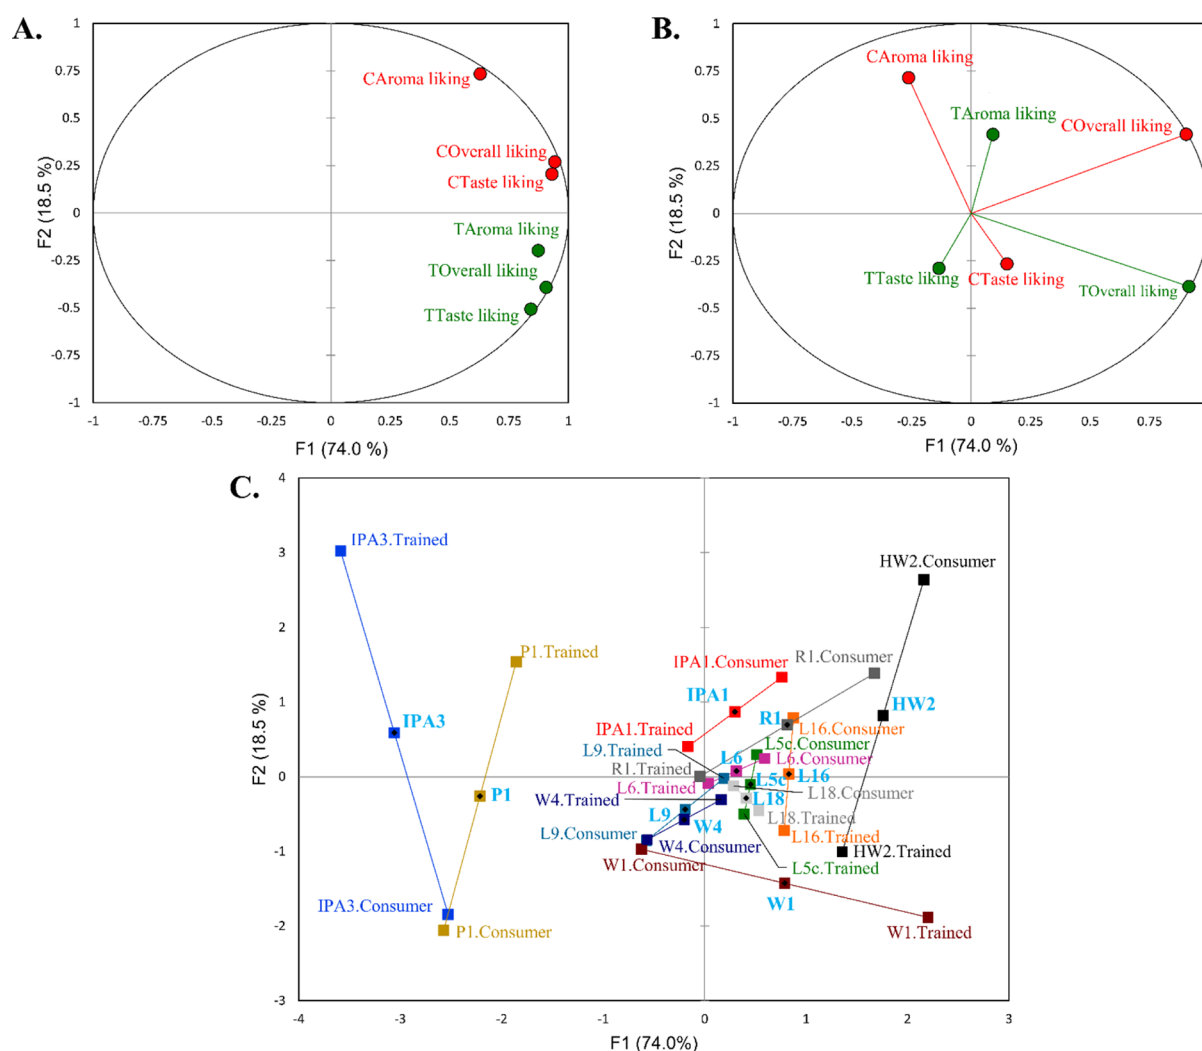 A.
1
0.75
0.5
0.25
0
-0.25
-0.5
-0.75
-1
F2 (18.5 %)
CAroma liking
COverall liking
CTaste liking
TAroma liking
TOverall liking
TTaste liking
-1 -0.75 -0.5 -0.25 0 0.25 0.5 0.75 1
F1 (74.0 %)
B.
1
0.75
0.5
0.25
0
-0.25
-0.5
-0.75
-1
F2 (18.5 %)
CAroma liking
TAroma liking
COverall liking
TTaste liking
CTaste liking
TOverall liking
-1 -0.75 -0.5 -0.25 0 0.25 0.5 0.75 1
F1 (74.0 %)
C.
4
3
2
1
0
-1
-2
-3
F2 (18.5 %)
IPA3.Trained
HW2.Consumer
P1.Trained
IPA1.Consumer
R1.Consumer
IPA3
IPA1
R1
HW2
IPA1.Trained
L16.Consumer
L9.Trained
L6
L5c.Consumer
R1.Trained
L6.Consumer
L6.Trained
L5c
L16
P1
W4.Trained
L18
L18.Consumer
L9
W4
L18.Trained
L9.Consumer
W4.Consumer
L16.Trained
W1.Consumer
L5c.Trained
HW2.Trained
W1
IPA3.Consumer
P1.Consumer
W1.Trained
-4 -3 -2 -1 0 1 2 3
F1 (74.0%)